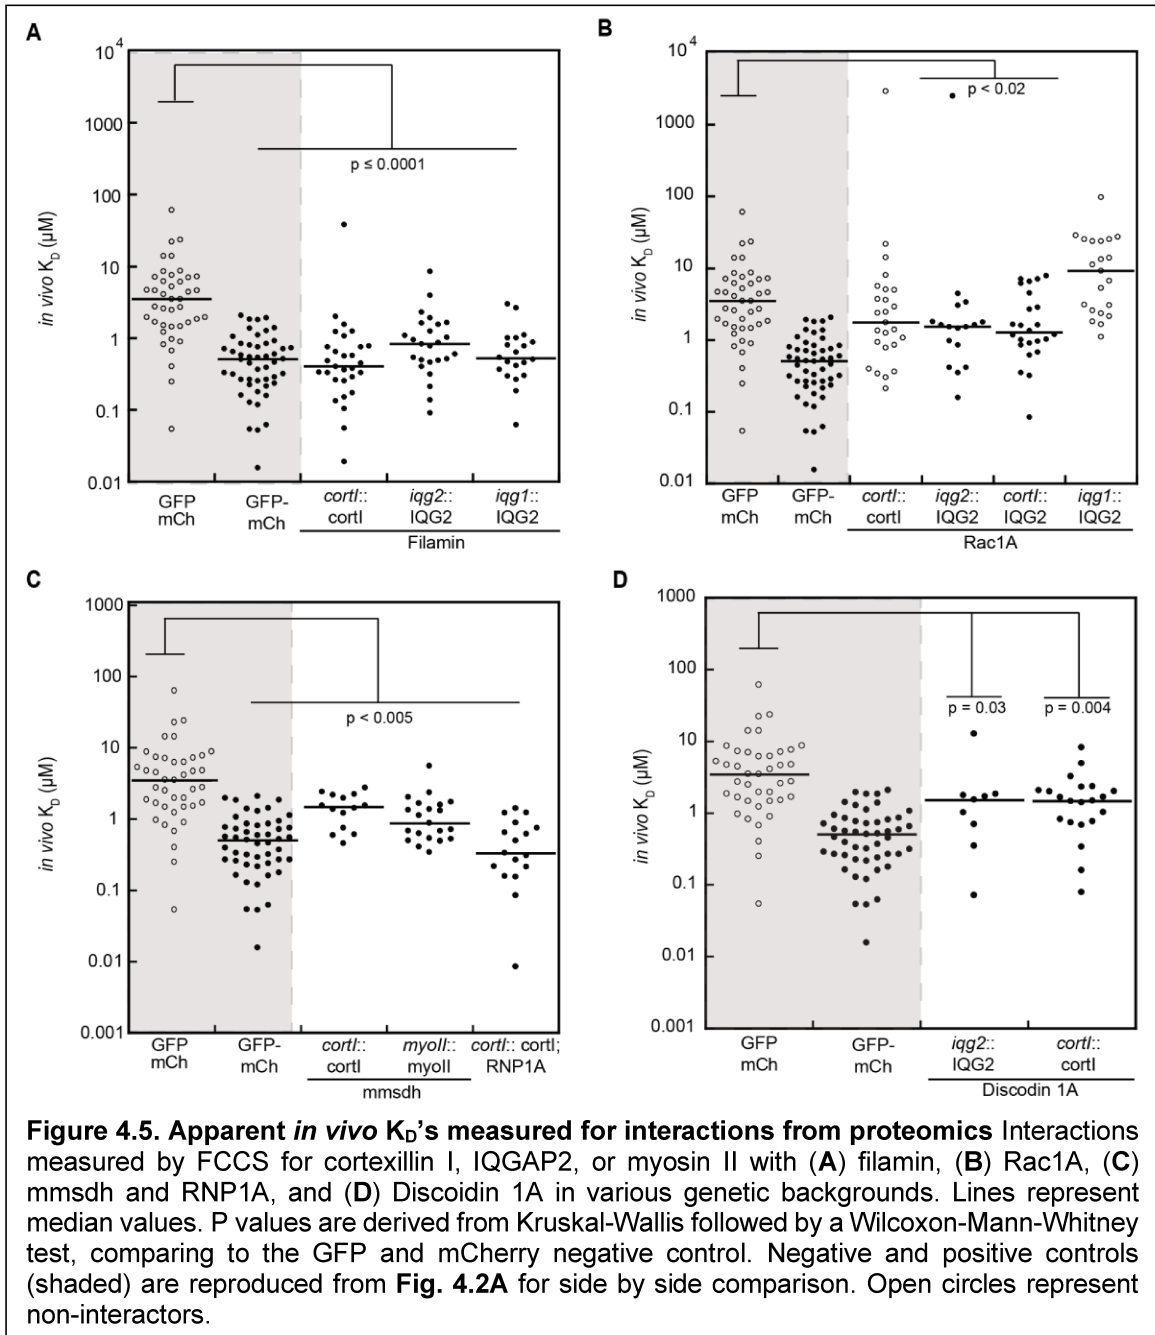 A
10⁴
1000
100
10
1
0.1
0.01
in vivo K_D (µM)
p ≤ 0.0001
GFP
mCh
GFP-
mCh
cortI::
cortI
iqg2::
IQG2
iqg1::
IQG2
Filamin
B
10⁴
1000
100
10
1
0.1
0.01
in vivo K_D (µM)
p < 0.02
GFP
mCh
GFP-
mCh
cortI::
cortI
iqg2::
IQG2
cortI::
IQG2
iqg1::
IQG2
Rac1A
C
1000
100
10
1
0.1
0.01
0.001
in vivo K_D (µM)
p < 0.005
GFP
mCh
GFP-
mCh
cortI::
cortI
myoII::
myoII
cortI:: cortI;
RNP1A
mmsdh
D
1000
100
10
1
0.1
0.01
0.001
in vivo K_D (µM)
p = 0.03
p = 0.004
GFP
mCh
GFP-
mCh
iqg2::
IQG2
cortI::
cortI
Discodin 1A
Figure 4.5. Apparent in vivo K_D's measured for interactions from proteomics Interactions
measured by FCCS for cortexillin I, IQGAP2, or myosin II with (A) filamin, (B) Rac1A, (C)
mmsdh and RNP1A, and (D) Discoidin 1A in various genetic backgrounds. Lines represent
median values. P values are derived from Kruskal-Wallis followed by a Wilcoxon-Mann-Whitney
test, comparing to the GFP and mCherry negative control. Negative and positive controls
(shaded) are reproduced from Fig. 4.2A for side by side comparison. Open circles represent
non-interactors.